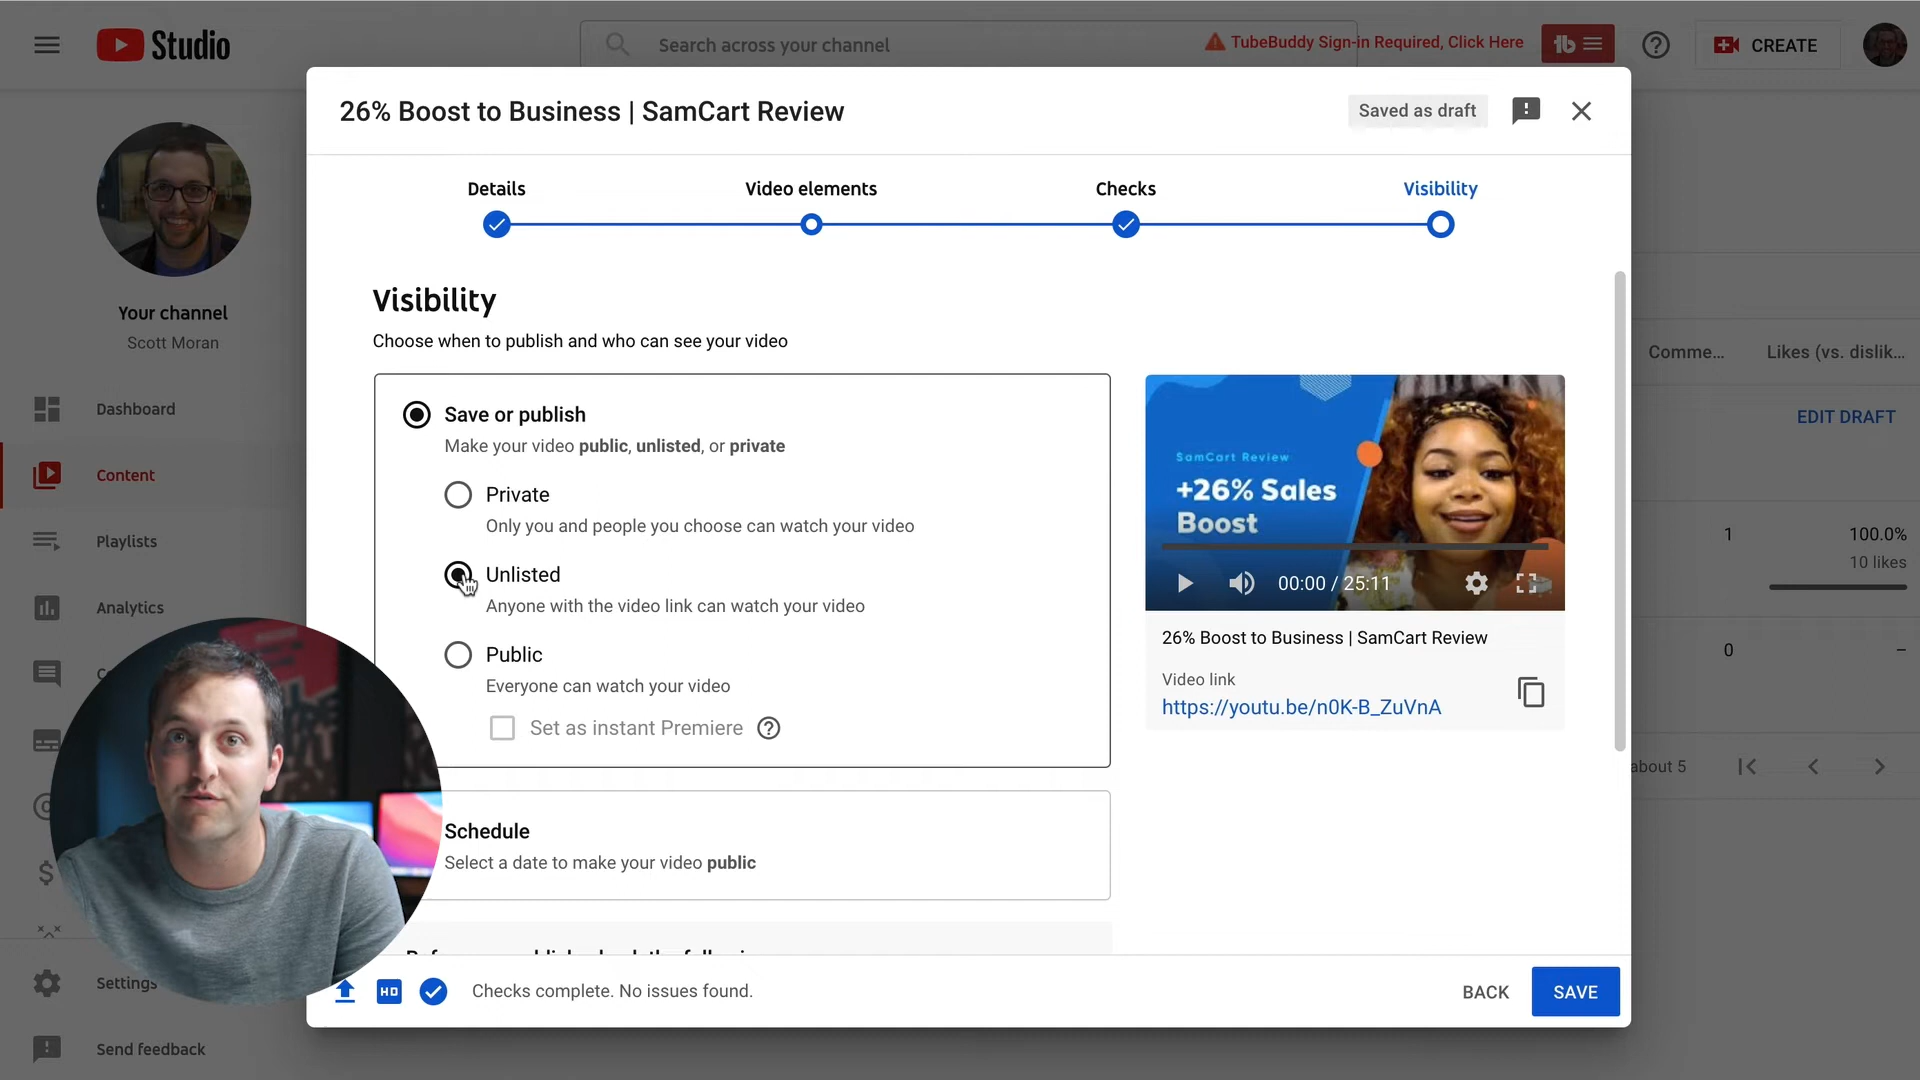 Studio
Search across your channel
TubeBuddy Sign-in Required, Click Here
tb
CREATE
26% Boost to Business | SamCart Review
Saved as draft
Details
Video elements
Checks
Visibility
Your channel
Scott Moran
Dashboard
Content
Playlists
Analytics
Settings
Send feedback
Visibility
Choose when to publish and who can see your video
Save or publish
Make your video public, unlisted, or private
Private
Only you and people you choose can watch your video
Unlisted
Anyone with the video link can watch your video
Public
Everyone can watch your video
Set as instant Premiere
Schedule
Select a date to make your video public
SamCart Review
+26% Sales
Boost
00:00 / 25:11
26% Boost to Business | SamCart Review
Video link
https://youtu.be/n0K-B_ZuVnA
Comme...
Likes (vs. dislik...
EDIT DRAFT
1
100.0%
10 likes
0
–
about 5
HD
Checks complete. No issues found.
BACK
SAVE